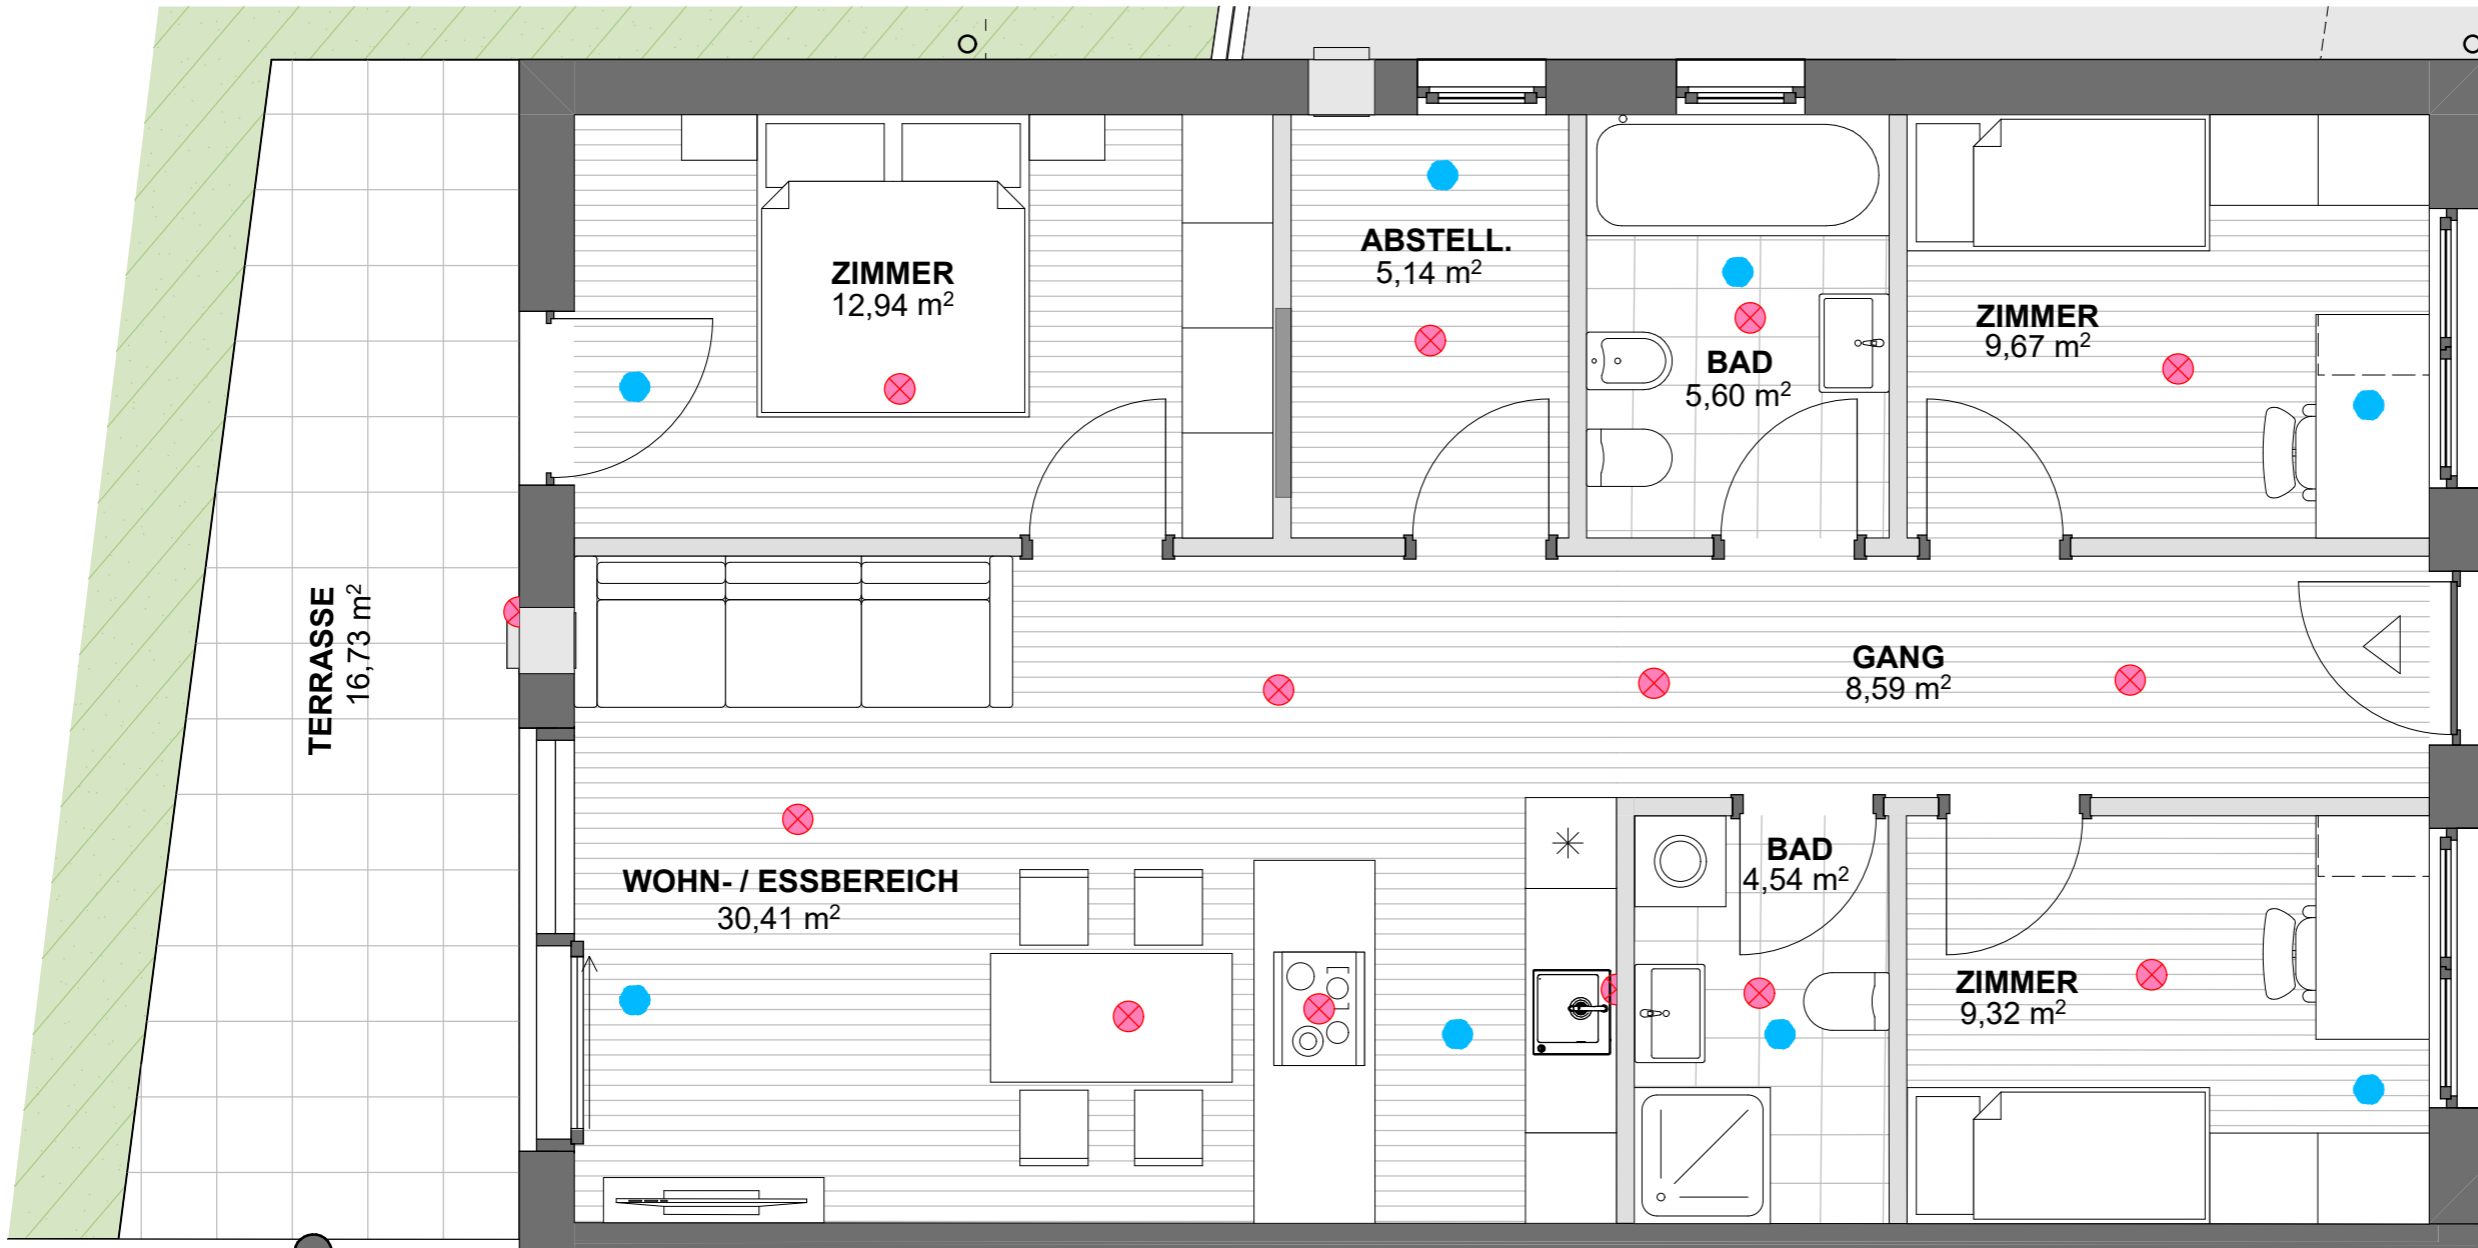 ZIMMER
12,94 m²
ABSTELL.
5,14 m²
BAD
5,60 m²
ZIMMER
9,67 m²
TERRASSE
16,73 m²
GANG
8,59 m²
WOHN- / ESSBEREICH
30,41 m²
BAD
4,54 m²
ZIMMER
9,32 m²